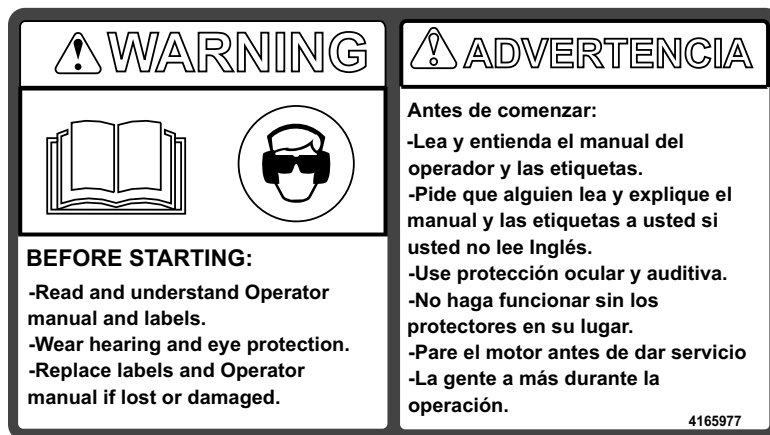 WARNING
BEFORE STARTING:
-Read and understand Operator
manual and labels.
-Wear hearing and eye protection.
-Replace labels and Operator
manual if lost or damaged.
ADVERTENCIA
Antes de comenzar:
-Lea y entienda el manual del
operador y las etiquetas.
-Pide que alguien lea y explique el
manual y las etiquetas a usted si
usted no lee Inglés.
-Use protección ocular y auditiva.
-No haga funcionar sin los
protectores en su lugar.
-Pare el motor antes de dar servicio
-La gente a más durante la
operación.
4165977